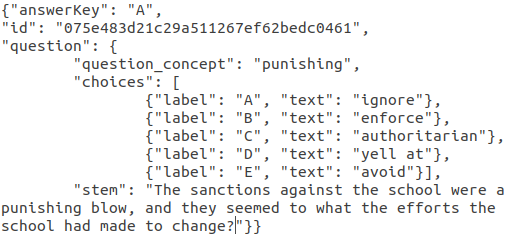 {"answerKey": "A",
"id": "075e483d21c29a511267ef62bedc0461",
"question": {
"question_concept": "punishing",
"choices": [
{"label": "A", "text": "ignore"},
{"label": "B", "text": "enforce"},
{"label": "C", "text": "authoritarian"},
{"label": "D", "text": "yell at"},
{"label": "E", "text": "avoid"}],
"stem": "The sanctions against the school were a
punishing blow, and they seemed to what the efforts the
school had made to change?"}}